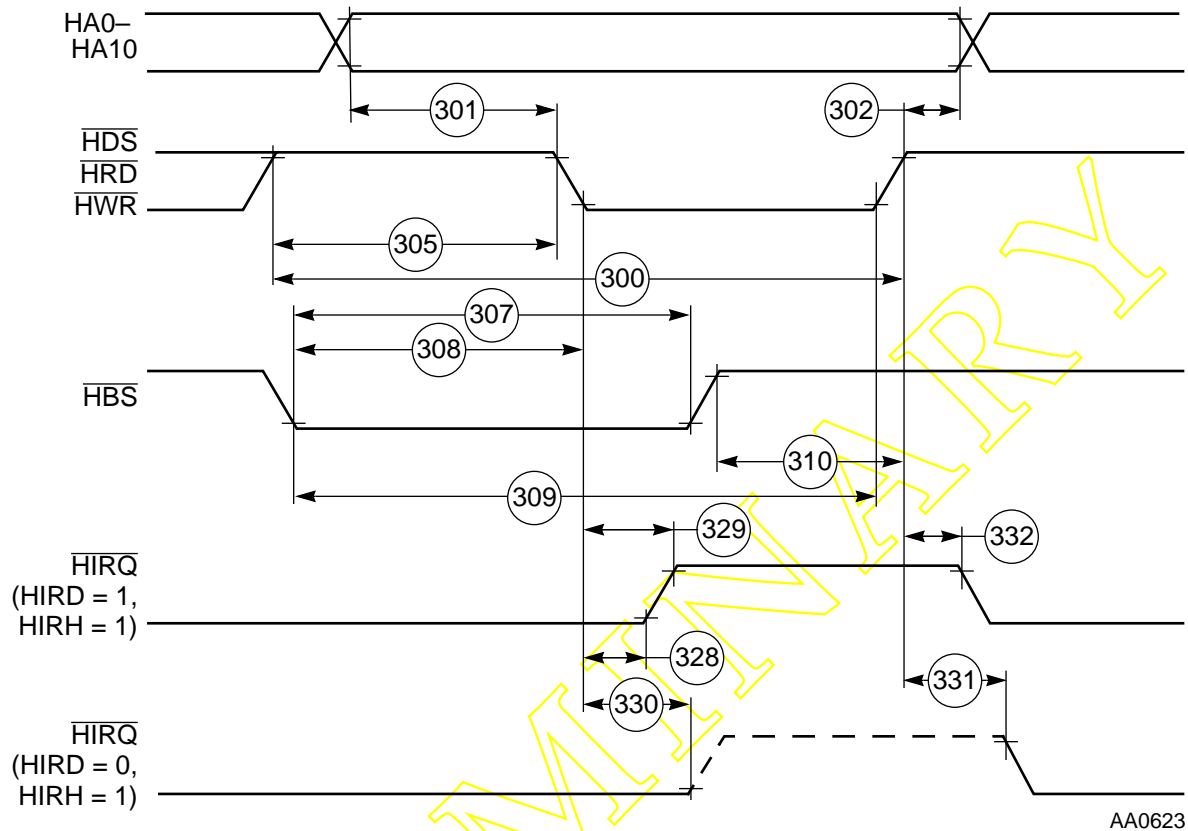 HA0–
HA10
301
302
HDS
HRD
HWR
305
300
307
308
HBS
310
309
329
332
HIRQ
(HIRD = 1,
HIRH = 1)
328
331
330
HIRQ
(HIRD = 0,
HIRH = 1)
MINARY
AA0623